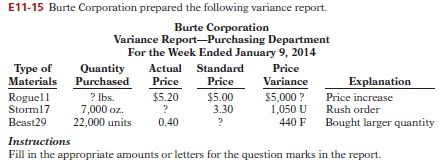 E11-15 Burte Corporation prepared the following variance report.
Burte Corporation
Variance Report—Purchasing Department
For the Week Ended January 9, 2014
Type of Quantity Actual Standard Price
Materials Purchased Price Price Variance Explanation
Rogue11 ? lbs. $5.20 $5.00 $5,000 ? Price increase
Storm17 7,000 oz. ? 3.30 1,050 U Rush order
Beast29 22,000 units 0.40 ? 440 F Bought larger quantity
Instructions
Fill in the appropriate amounts or letters for the question marks in the report.